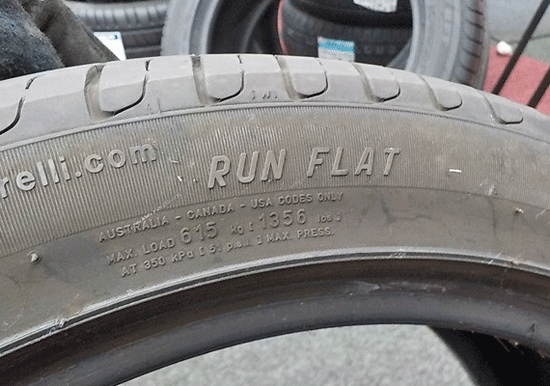 relli.com
RUN FLAT
AUSTRALIA - CANADA - USA CODES ONLY
MAX. LOAD 615 kg [ 1356 lbs ]
AT 350 kPa [ 51 p.s.i. ] MAX. PRESS.